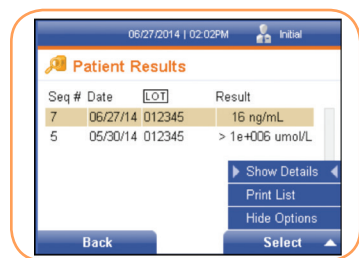 06/27/2014 | 02:02PM Initial
Patient Results
Seq # Date LOT Result
7 06/27/14 012345 16 ng/mL
5 05/30/14 012345 > 1e+006 umol/L
Show Details
Print List
Hide Options
Back Select